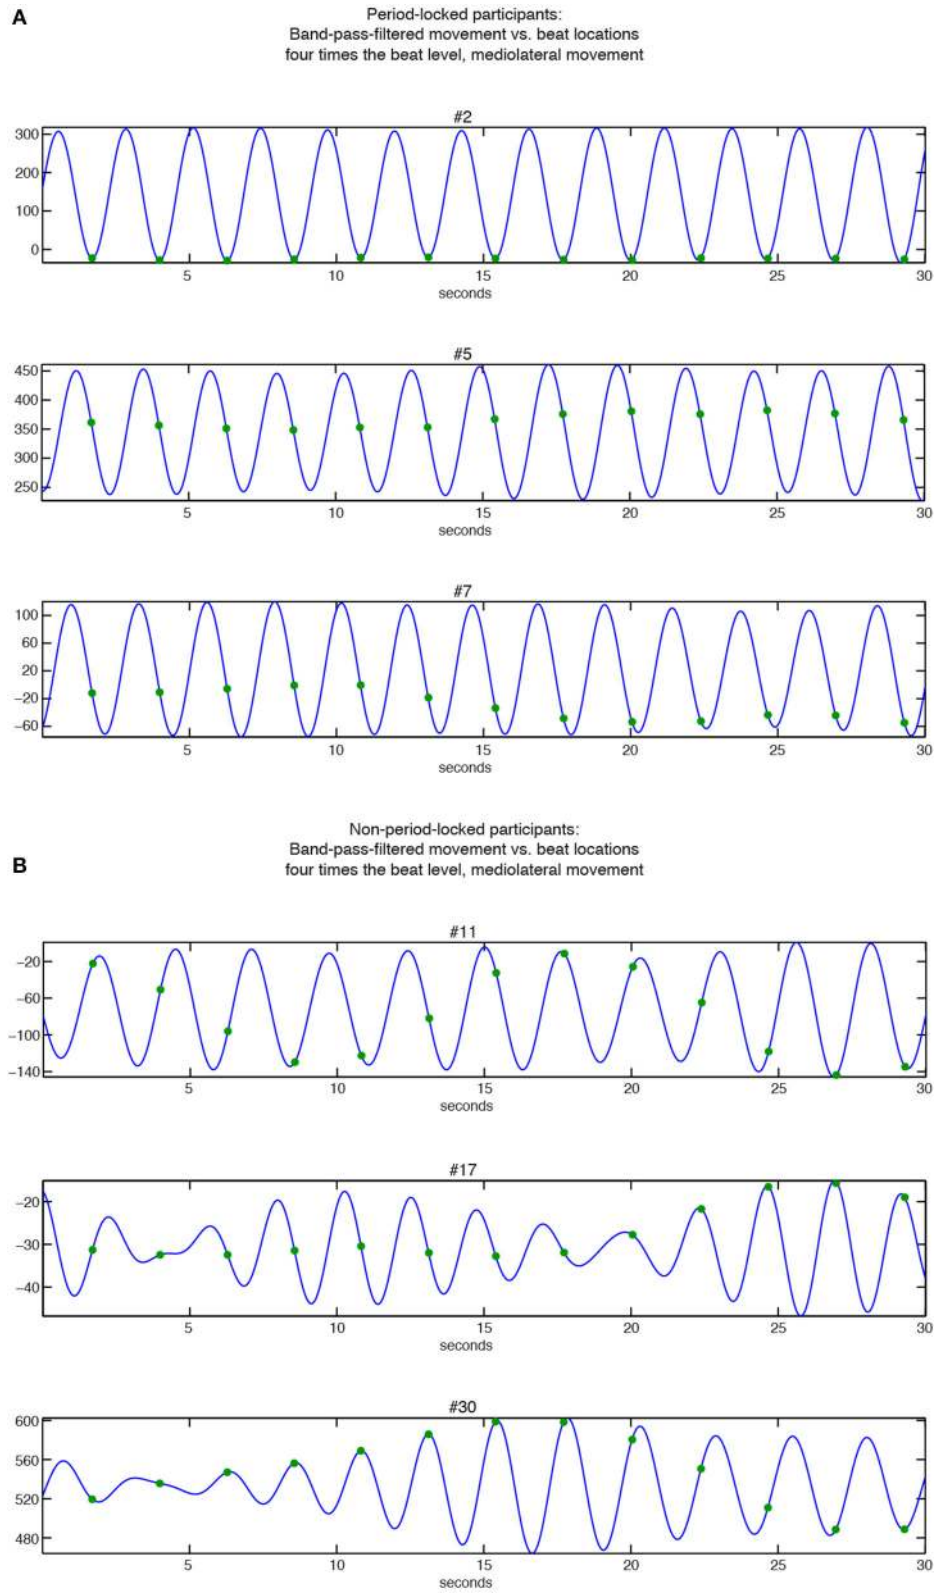 A
Period-locked participants:
Band-pass-filtered movement vs. beat locations
four times the beat level, mediolateral movement
#2
300
200
100
0
5 10 15 20 25 30
seconds
#5
450
400
350
300
250
5 10 15 20 25 30
seconds
#7
100
60
20
−20
−60
5 10 15 20 25 30
seconds
B
Non-period-locked participants:
Band-pass-filtered movement vs. beat locations
four times the beat level, mediolateral movement
#11
−20
−60
−100
−140
5 10 15 20 25 30
seconds
#17
−20
−30
−40
5 10 15 20 25 30
seconds
#30
600
560
520
480
5 10 15 20 25 30
seconds